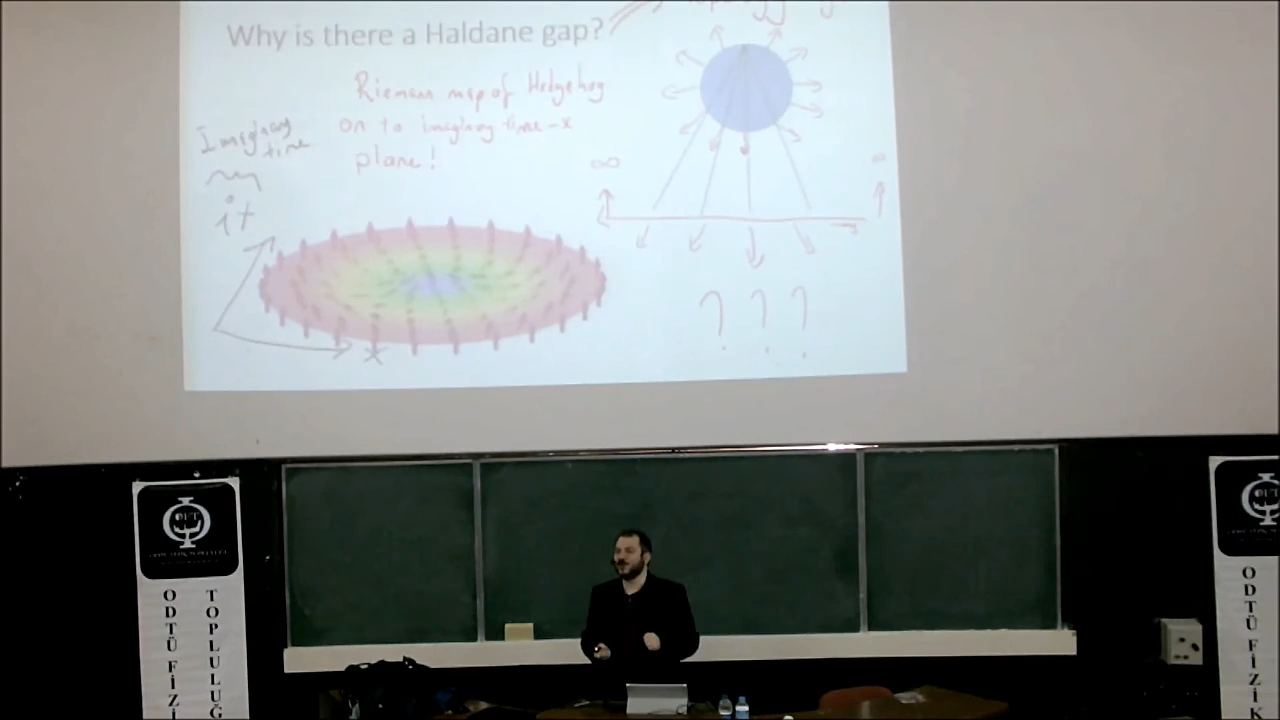 Why is there a Haldane gap?
Riemann map of Hedgehog
on to imaginary time-x
plane!
Imaginary
time
it
x
∞
∞
? ? ?
ODTÜ FİZİ
TOPLULUĞ
ODTÜ FİZİK